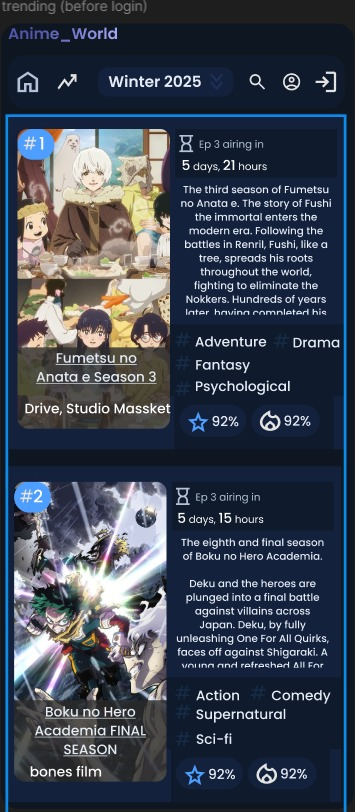 trending (before login)
Anime_World
Winter 2025
#1
Ep 3 airing in
5 days, 21 hours
The third season of Fumetsu
no Anata e. The story of Fushi
the immortal enters the
modern era. Following the
battles in Renril, Fushi, like a
tree, spreads his roots
throughout the world,
fighting to eliminate the
Nokkers. Hundreds of years
later, having completed his
Fumetsu no
Anata e Season 3
Drive, Studio Massket
# Adventure # Drama
# Fantasy
# Psychological
92% 92%
#2
Ep 3 airing in
5 days, 15 hours
The eighth and final season
of Boku no Hero Academia.
Deku and the heroes are
plunged into a final battle
against villains across
Japan. Deku, by fully
unleashing One For All Quirks,
faces off against Shigaraki. A
young and refreshed All For
Boku no Hero
Academia FINAL
SEASON
bones film
# Action # Comedy
# Supernatural
# Sci-fi
92% 92%